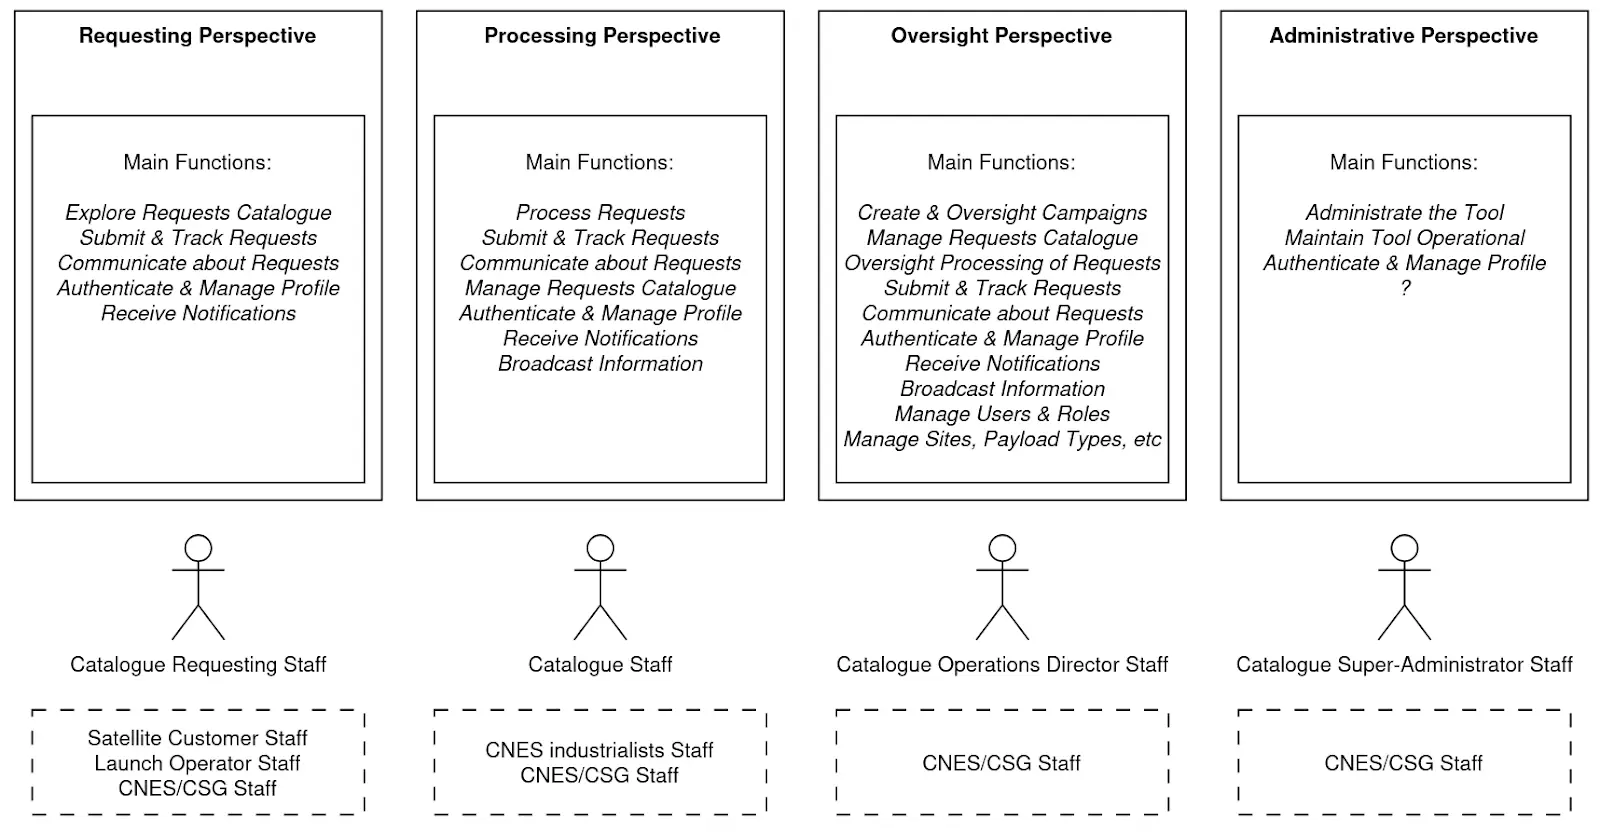 Requesting Perspective
Main Functions:
Explore Requests Catalogue
Submit & Track Requests
Communicate about Requests
Authenticate & Manage Profile
Receive Notifications
Catalogue Requesting Staff
Satellite Customer Staff
Launch Operator Staff
CNES/CSG Staff
Processing Perspective
Main Functions:
Process Requests
Submit & Track Requests
Communicate about Requests
Manage Requests Catalogue
Authenticate & Manage Profile
Receive Notifications
Broadcast Information
Catalogue Staff
CNES industrialists Staff
CNES/CSG Staff
Oversight Perspective
Main Functions:
Create & Oversight Campaigns
Manage Requests Catalogue
Oversight Processing of Requests
Submit & Track Requests
Communicate about Requests
Authenticate & Manage Profile
Receive Notifications
Broadcast Information
Manage Users & Roles
Manage Sites, Payload Types, etc
Catalogue Operations Director Staff
CNES/CSG Staff
Administrative Perspective
Main Functions:
Administrate the Tool
Maintain Tool Operational
Authenticate & Manage Profile
?
Catalogue Super-Administrator Staff
CNES/CSG Staff